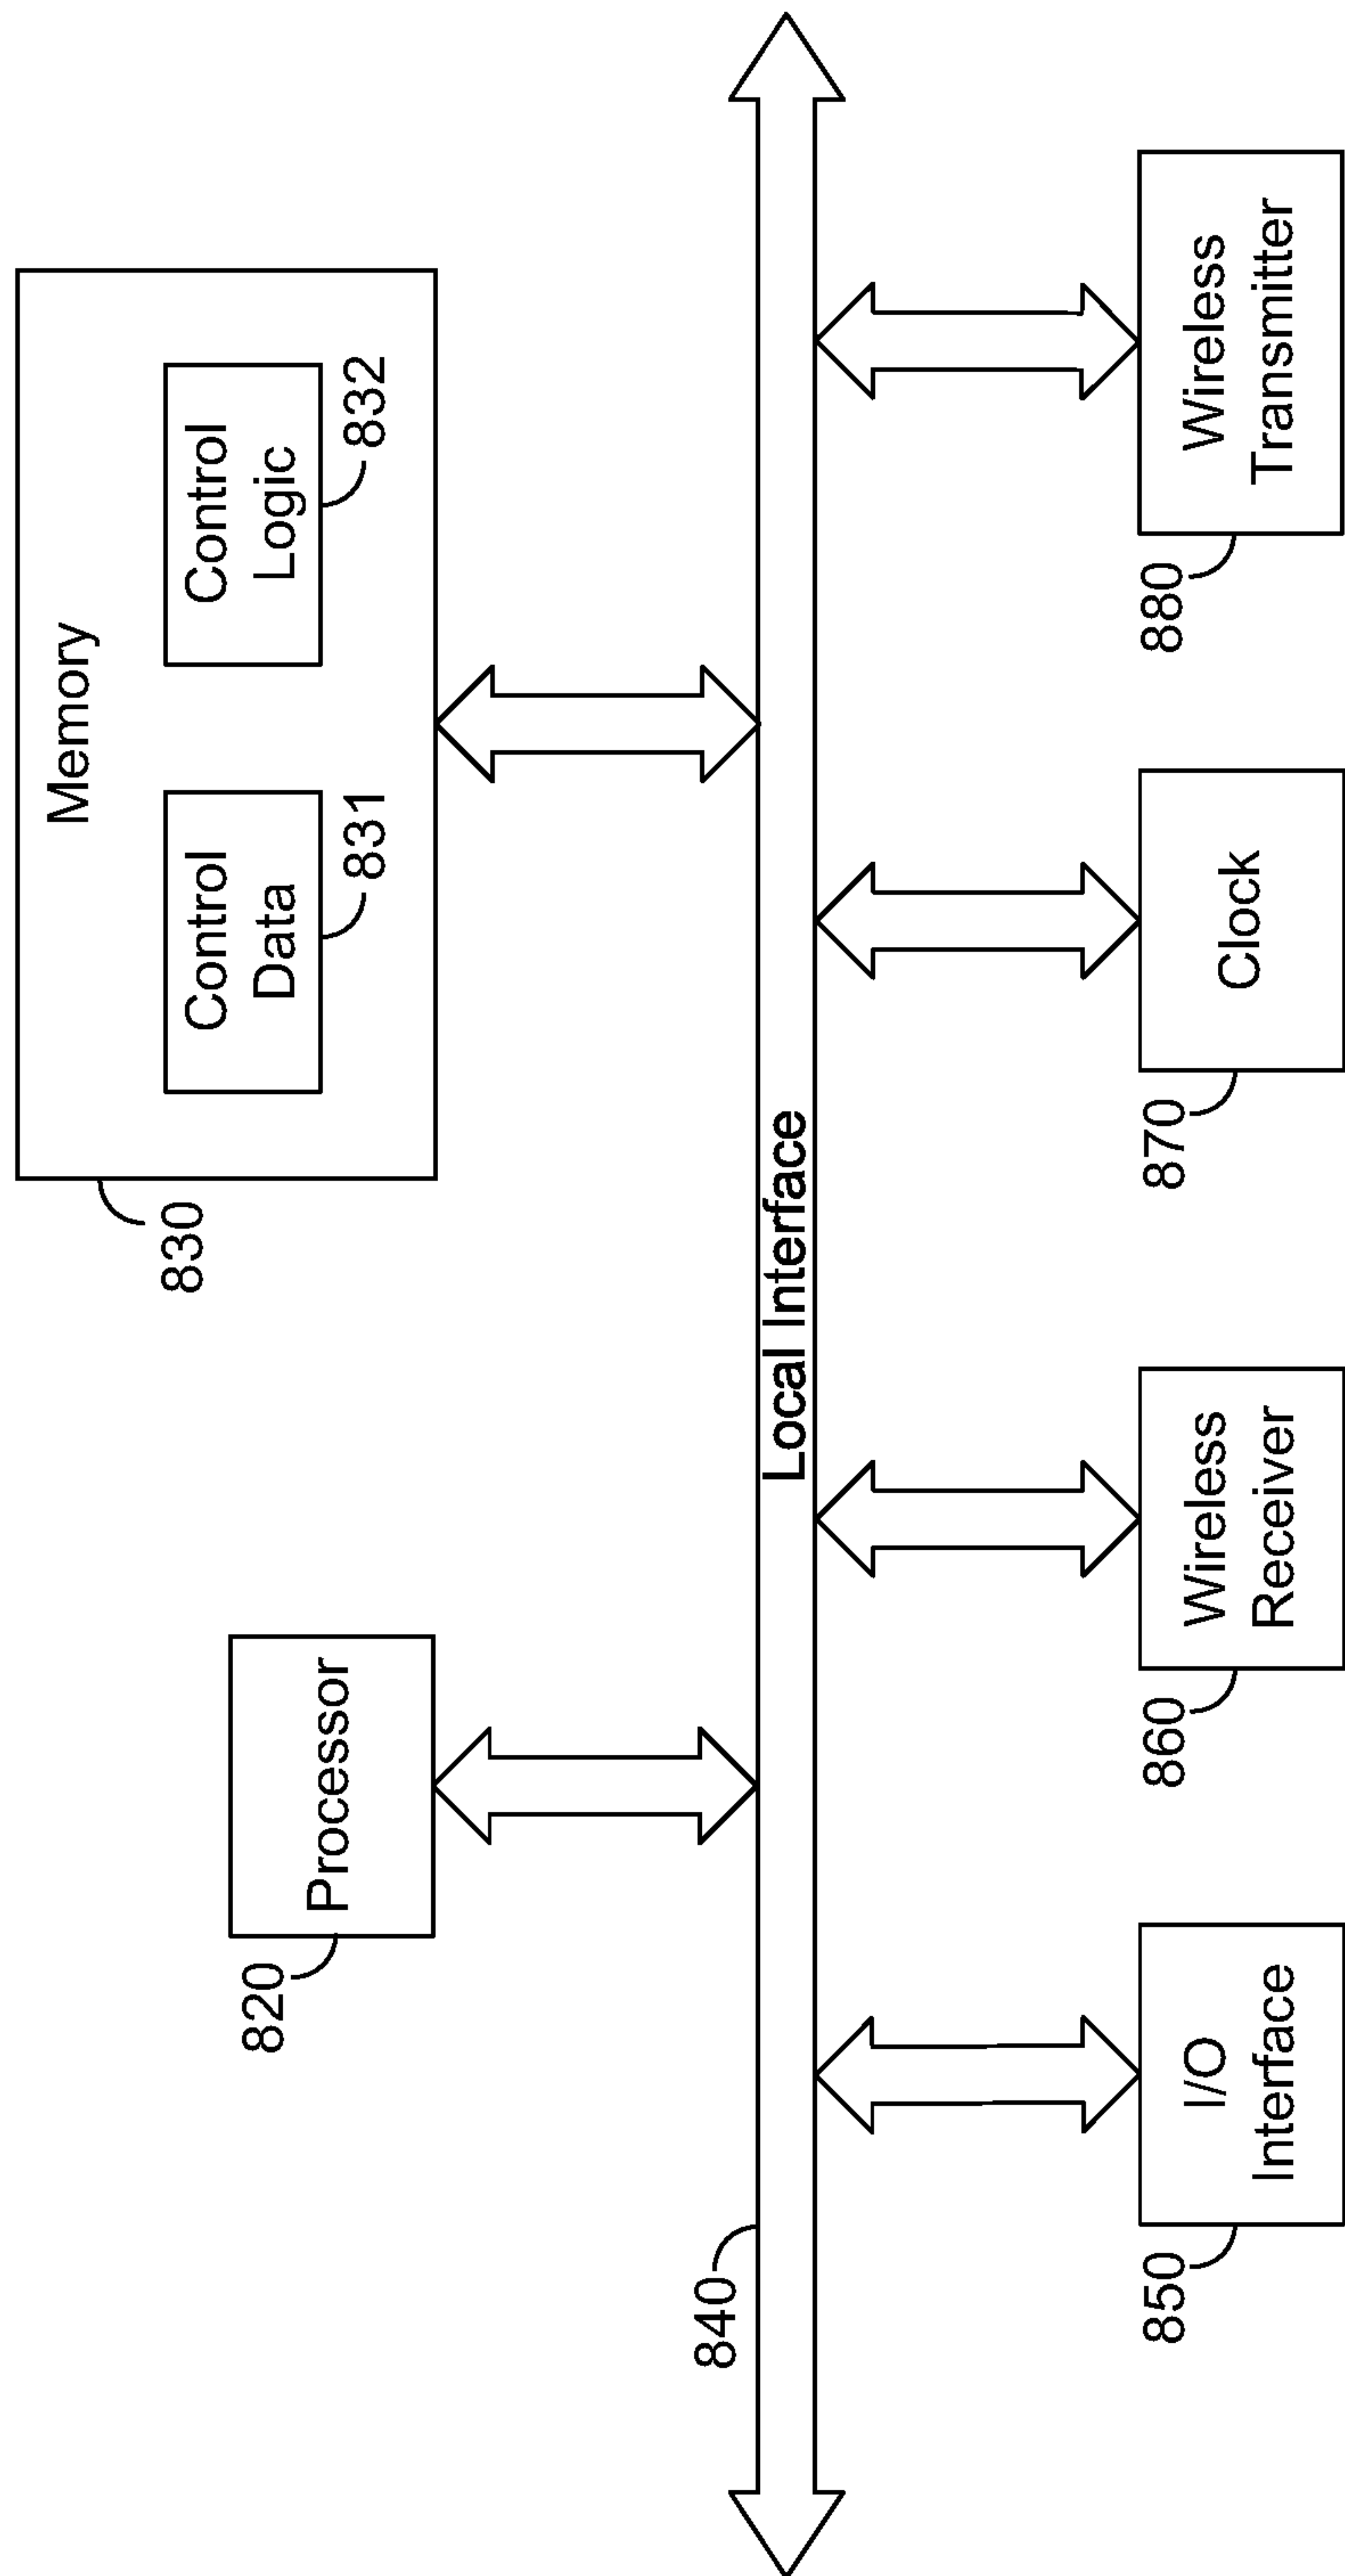 Memory
Control
Data
831
Control
Logic
832
830
Processor
820
Local Interface
840
I/O
Interface
850
Wireless
Receiver
860
Clock
870
Wireless
Transmitter
880